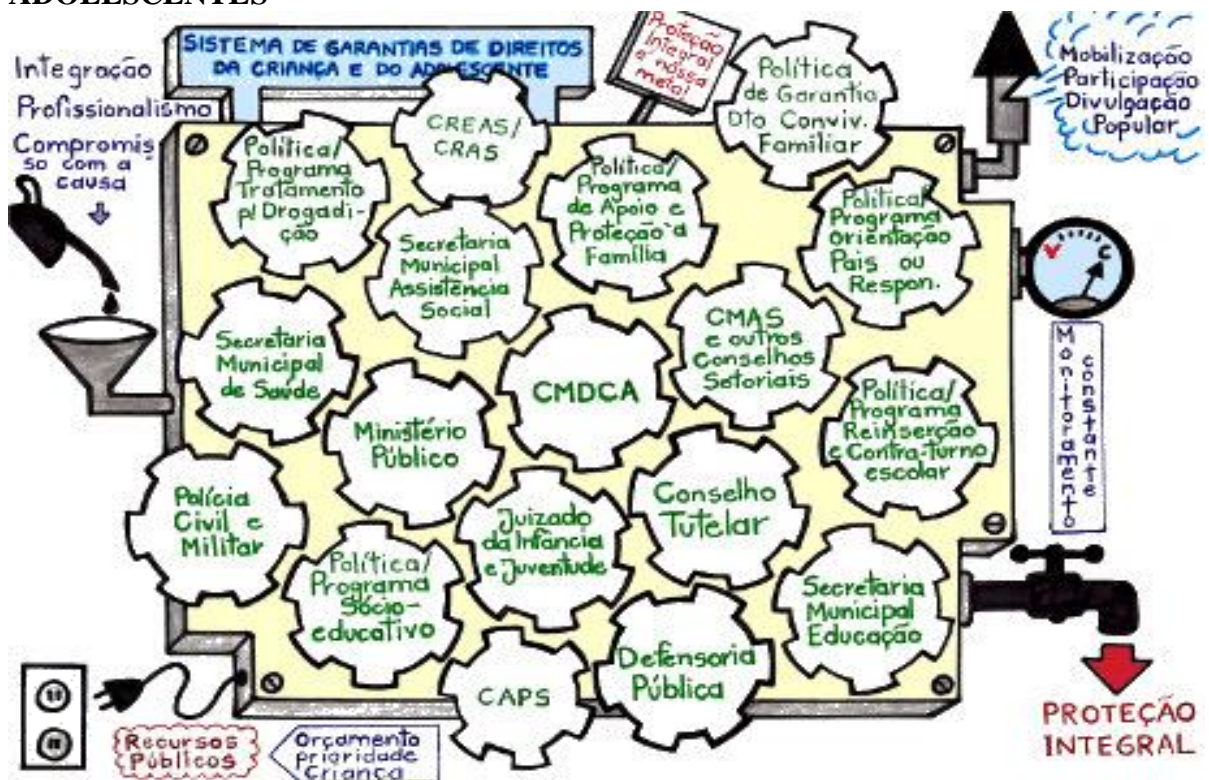 ADOLESCENTES
SISTEMA DE GARANTIAS DE DIREITOS
DA CRIANÇA E DO ADOLESCENTE
Integração
Profissionalismo
Compromis
so com a
causa
Proteção
Integral
é nossa
meta!
Política
de Garantia
Dto Conviv.
Familiar
Mobilização
Participação
Divulgação
Popular
Política/
Programa
Tratamento
p/ Drogadi-
ção
CREAS/
CRAS
Política/
Programa
de Apoio e
Proteção à
Família
Política/
Programa
Orientação
Pais ou
Respon.
Secretaria
Municipal
Assistência
Social
Secretaria
Municipal
de Saúde
CMDCA
CMAS
e outros
Conselhos
Setoriais
V
C
Monitoramento
constante
Ministério
Público
Política/
Programa
Reinserção
e Contra-turno
escolar
Polícia
Civil e
Militar
Juizado
da Infância
e Juventude
Conselho
Tutelar
Política/
Programa
Sócio-
educativo
Secretaria
Municipal
Educação
CAPS
Defensoria
Pública
Recursos
Públicos
Orçamento
prioridade
Criança
PROTEÇÃO
INTEGRAL